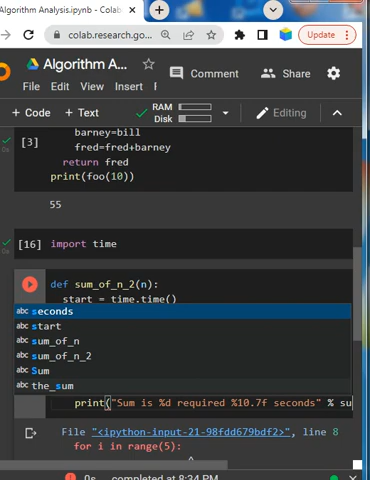 Algorithm Analysis.ipynb - Colab
colab.research.go...
Update
Algorithm A...
Comment
Share
File Edit View Insert
+ Code + Text
RAM
Disk
Editing
[3]
0s
barney=bill
fred=fred+barney
return fred
print(foo(10))
55
[16] import time
0s
def sum_of_n_2(n):
start = time.time()
abc seconds
abc start
abc sum_of_n
abc sum_of_n_2
abc Sum
abc the_sum
print("Sum is %d required %10.7f seconds" % su
File "<ipython-input-21-98fdd679bdf2>", line 8
for i in range(5):
^
0s completed at 8:34 PM